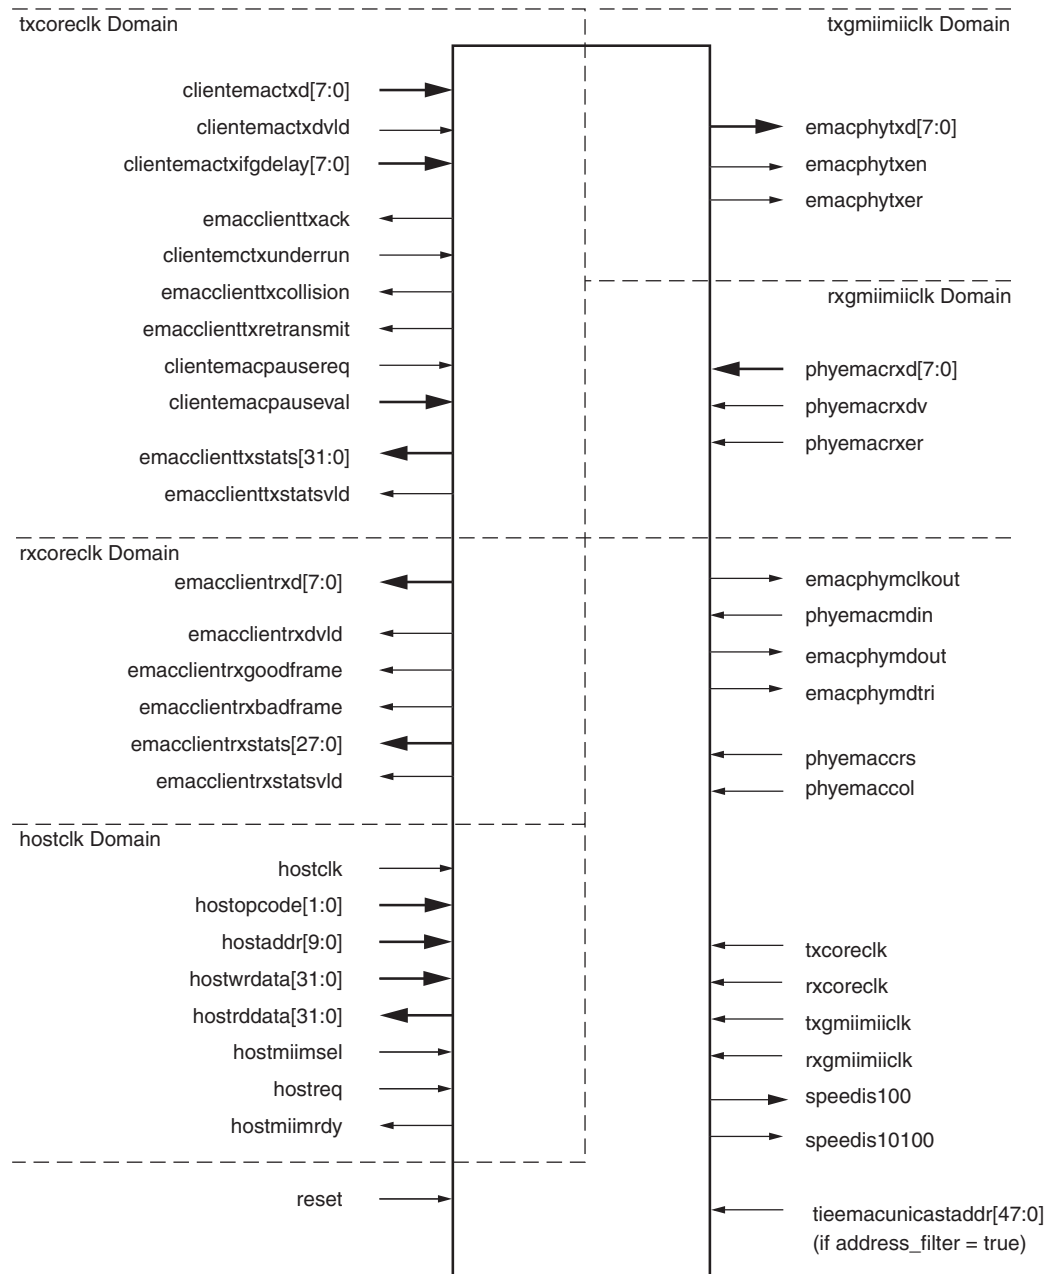 txcoreclk Domain
clientemactxd[7:0]
clientemactxdvld
clientemactxifgdelay[7:0]
emacclienttxack
clientemctxunderrun
emacclienttxcollision
emacclienttxretransmit
clientemacpausereq
clientemacpauseval
emacclienttxstats[31:0]
emacclienttxstatsvld
rxcoreclk Domain
emacclientrxd[7:0]
emacclientrxdvld
emacclientrxgoodframe
emacclientrxbadframe
emacclientrxstats[27:0]
emacclientrxstatsvld
hostclk Domain
hostclk
hostopcode[1:0]
hostaddr[9:0]
hostwrdata[31:0]
hostrddata[31:0]
hostmiimsel
hostreq
hostmiimrdy
reset
txgmiimiiclk Domain
emacphytxd[7:0]
emacphytxen
emacphytxer
rxgmiimiiclk Domain
phyemacrxd[7:0]
phyemacrxdv
phyemacrxer
emacphymclkout
phyemacmdin
emacphymdout
emacphymdtri
phyemaccrs
phyemaccol
txcoreclk
rxcoreclk
txgmiimiiclk
rxgmiimiiclk
speedis100
speedis10100
tieemacunicastaddr[47:0]
(if address_filter = true)